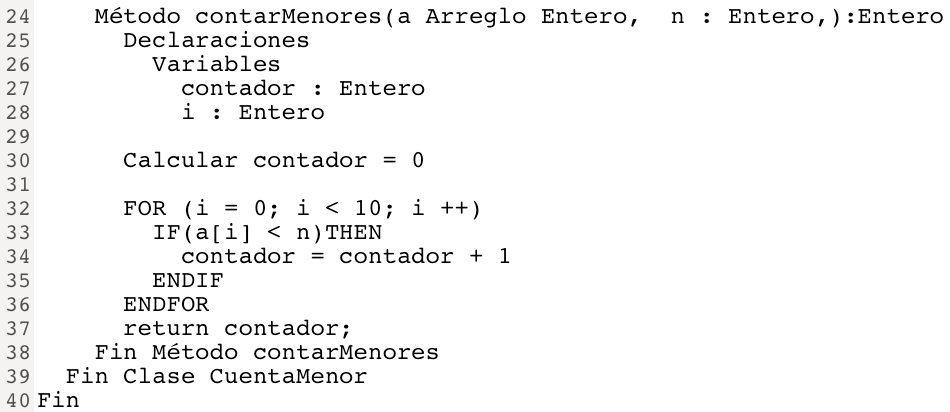 24 Método contarMenores(a Arreglo Entero, n : Entero,):Entero
25 Declaraciones
26 Variables
27 contador : Entero
28 i : Entero
29
30 Calcular contador = 0
31
32 FOR (i = 0; i < 10; i ++)
33 IF(a[i] < n)THEN
34 contador = contador + 1
35 ENDIF
36 ENDFOR
37 return contador;
38 Fin Método contarMenores
39 Fin Clase CuentaMenor
40 Fin